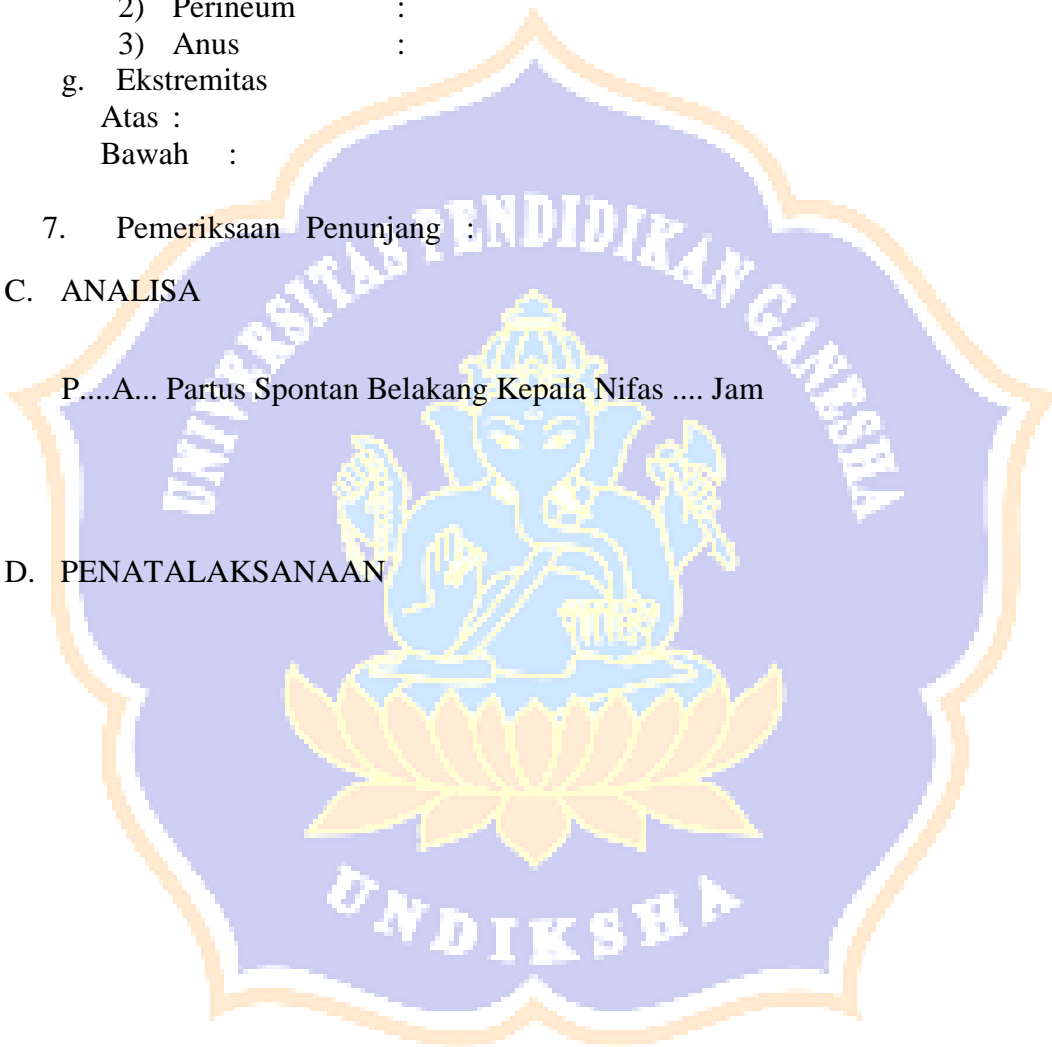 2) Perineum :
3) Anus :
g. Ekstremitas
Atas :
Bawah :
7. Pemeriksaan Penunjang :
C. ANALISA
P....A... Partus Spontan Belakang Kepala Nifas .... Jam
D. PENATALAKSANAAN
UNIVERSITAS PENDIDIKAN GANESHA
UNDIKSHA